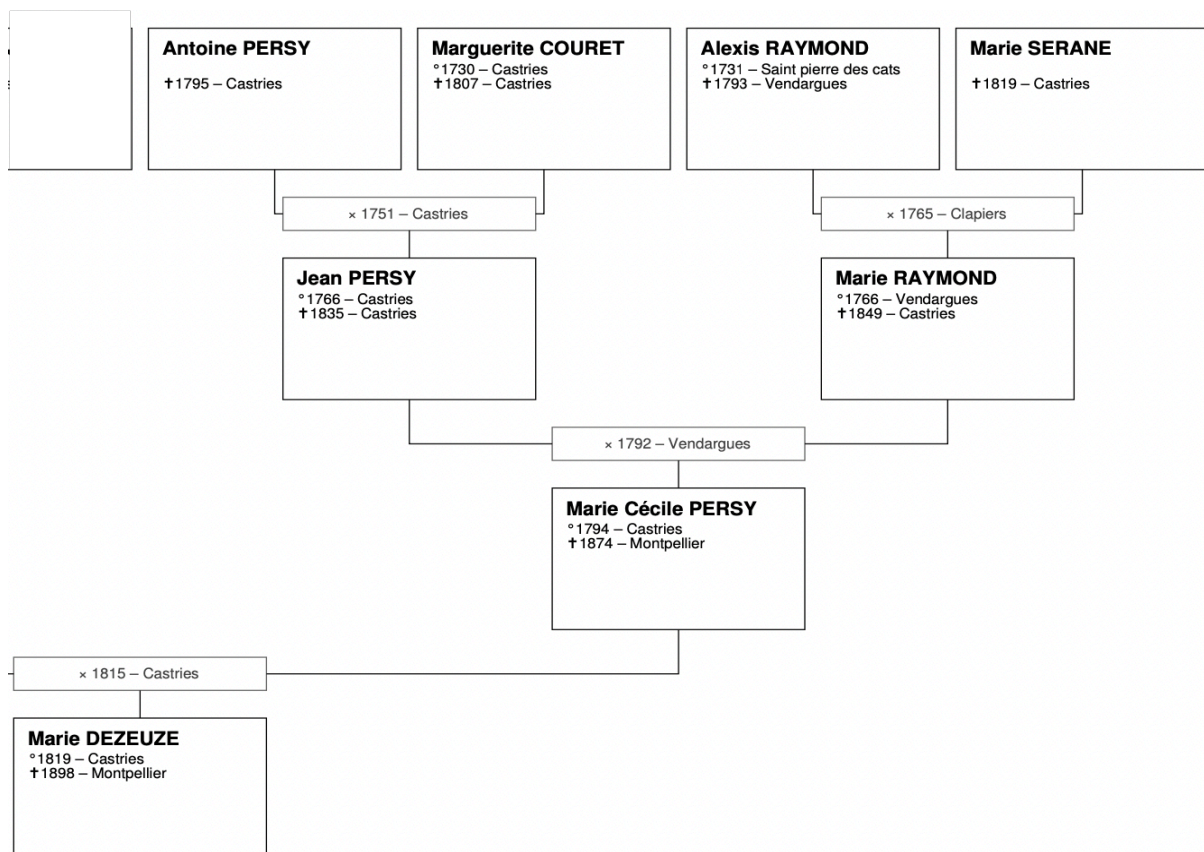 Antoine PERSY
✝1795 – Castries
Marguerite COURET
°1730 – Castries
✝1807 – Castries
Alexis RAYMOND
°1731 – Saint pierre des cats
✝1793 – Vendargues
Marie SERANE
✝1819 – Castries
× 1751 – Castries
× 1765 – Clapiers
Jean PERSY
°1766 – Castries
✝1835 – Castries
Marie RAYMOND
°1766 – Vendargues
✝1849 – Castries
× 1792 – Vendargues
Marie Cécile PERSY
°1794 – Castries
✝1874 – Montpellier
× 1815 – Castries
Marie DEZEUZE
°1819 – Castries
✝1898 – Montpellier